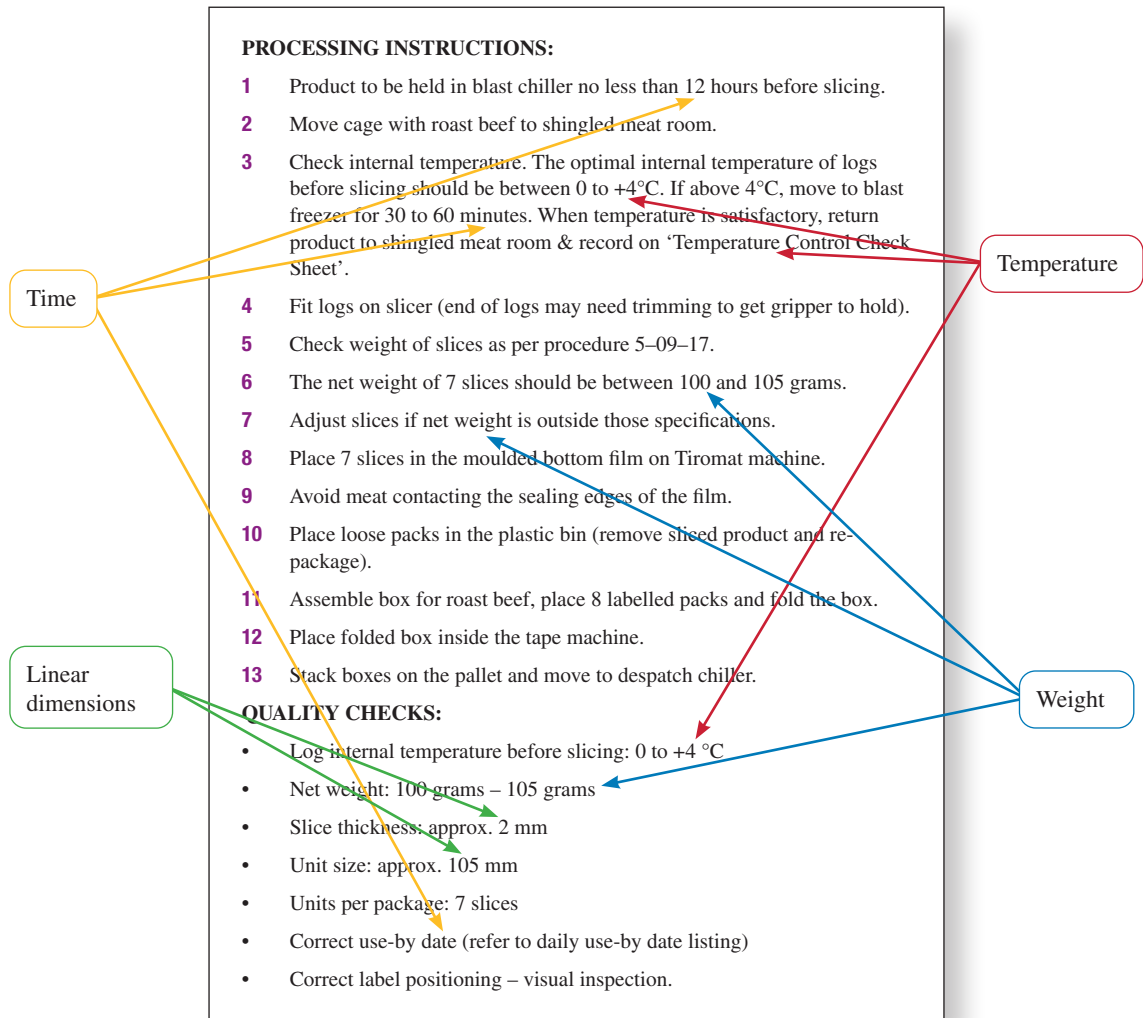 PROCESSING INSTRUCTIONS:
1 Product to be held in blast chiller no less than 12 hours before slicing.
2 Move cage with roast beef to shingled meat room.
3 Check internal temperature. The optimal internal temperature of logs
before slicing should be between 0 to +4°C. If above 4°C, move to blast
freezer for 30 to 60 minutes. When temperature is satisfactory, return
product to shingled meat room & record on ‘Temperature Control Check
Sheet’.
Time
Temperature
4 Fit logs on slicer (end of logs may need trimming to get gripper to hold).
5 Check weight of slices as per procedure 5–09–17.
6 The net weight of 7 slices should be between 100 and 105 grams.
7 Adjust slices if net weight is outside those specifications.
8 Place 7 slices in the moulded bottom film on Tiromat machine.
9 Avoid meat contacting the sealing edges of the film.
10 Place loose packs in the plastic bin (remove sliced product and re-
package).
11 Assemble box for roast beef, place 8 labelled packs and fold the box.
12 Place folded box inside the tape machine.
13 Stack boxes on the pallet and move to despatch chiller.
Linear
dimensions
Weight
QUALITY CHECKS:
• Log internal temperature before slicing: 0 to +4 °C
• Net weight: 100 grams – 105 grams
• Slice thickness: approx. 2 mm
• Unit size: approx. 105 mm
• Units per package: 7 slices
• Correct use-by date (refer to daily use-by date listing)
• Correct label positioning – visual inspection.